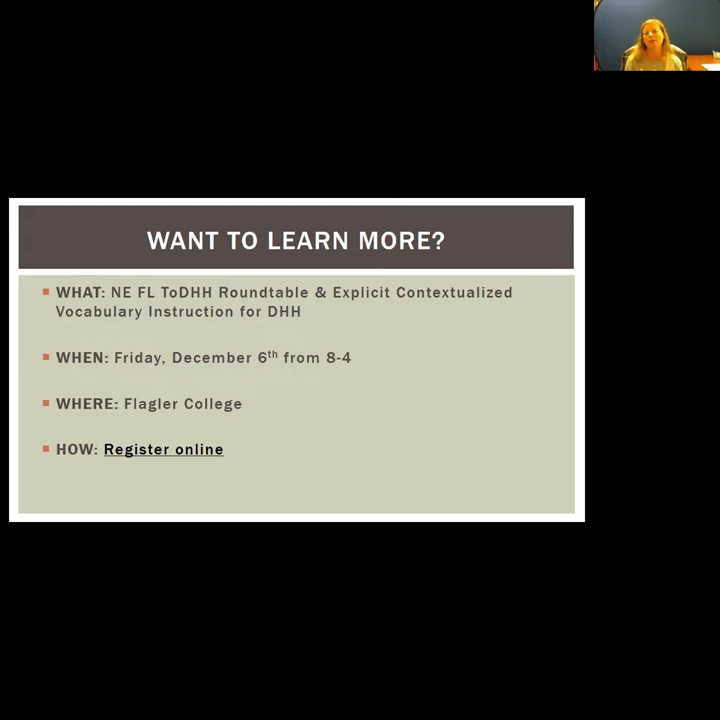 WANT TO LEARN MORE?
WHAT: NE FL ToDHH Roundtable & Explicit Contextualized
Vocabulary Instruction for DHH
WHEN: Friday, December 6th from 8-4
WHERE: Flagler College
HOW: Register online